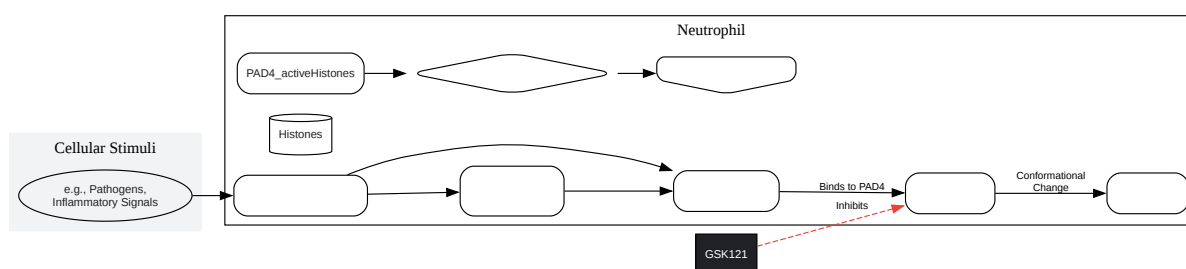 Neutrophil
PAD4_activeHistones
Histones
Cellular Stimuli
e.g., Pathogens,
Inflammatory Signals
Binds to PAD4
Inhibits
Conformational
Change
GSK121